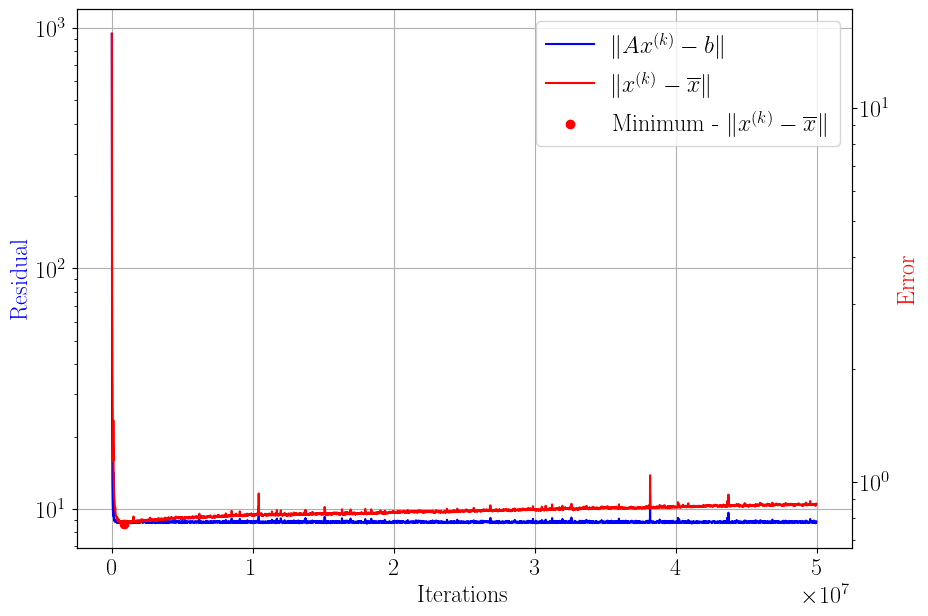 10³
10²
10¹
Residual
‖Ax⁽ᵏ⁾ − b‖
‖x⁽ᵏ⁾ − x̅‖
Minimum - ‖x⁽ᵏ⁾ − x̅‖
10¹
10⁰
Error
0 1 2 3 4 5
×10⁷
Iterations